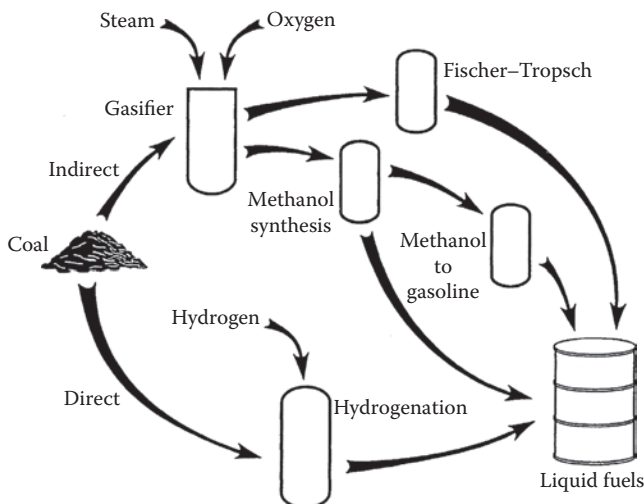 Steam
Oxygen
Fischer–Tropsch
Gasifier
Indirect
Methanol
synthesis
Coal
Methanol
to
gasoline
Hydrogen
Direct
Hydrogenation
Liquid fuels